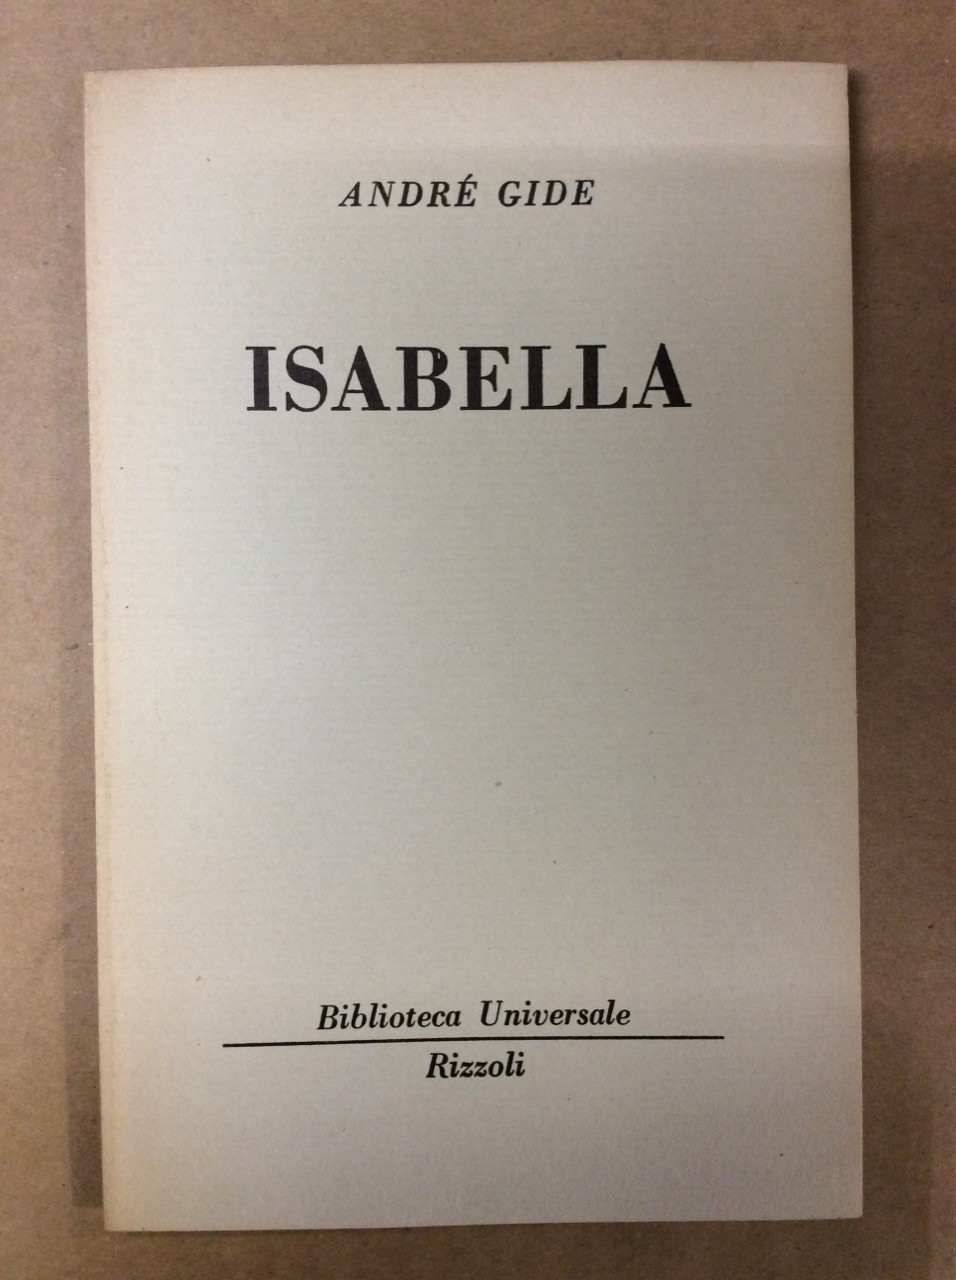 ANDRÉ GIDE
ISABELLA
Biblioteca Universale
Rizzoli